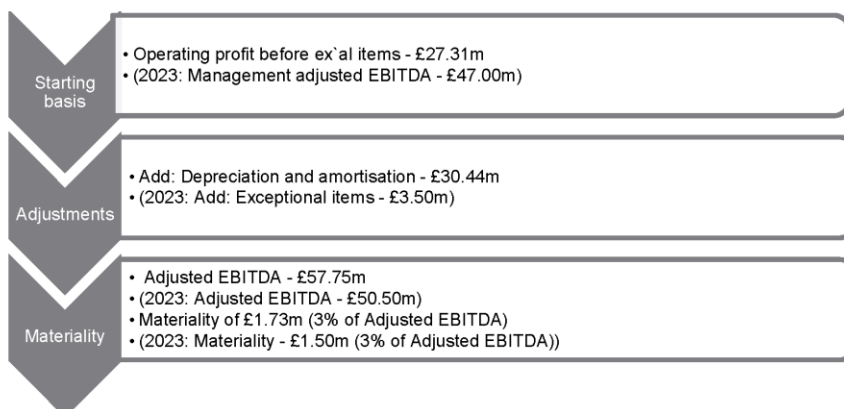 Starting
basis
• Operating profit before ex`al items - £27.31m
• (2023: Management adjusted EBITDA - £47.00m)
Adjustments
• Add: Depreciation and amortisation - £30.44m
• (2023: Add: Exceptional items - £3.50m)
Materiality
• Adjusted EBITDA - £57.75m
• (2023: Adjusted EBITDA - £50.50m)
• Materiality of £1.73m (3% of Adjusted EBITDA)
• (2023: Materiality - £1.50m (3% of Adjusted EBITDA))